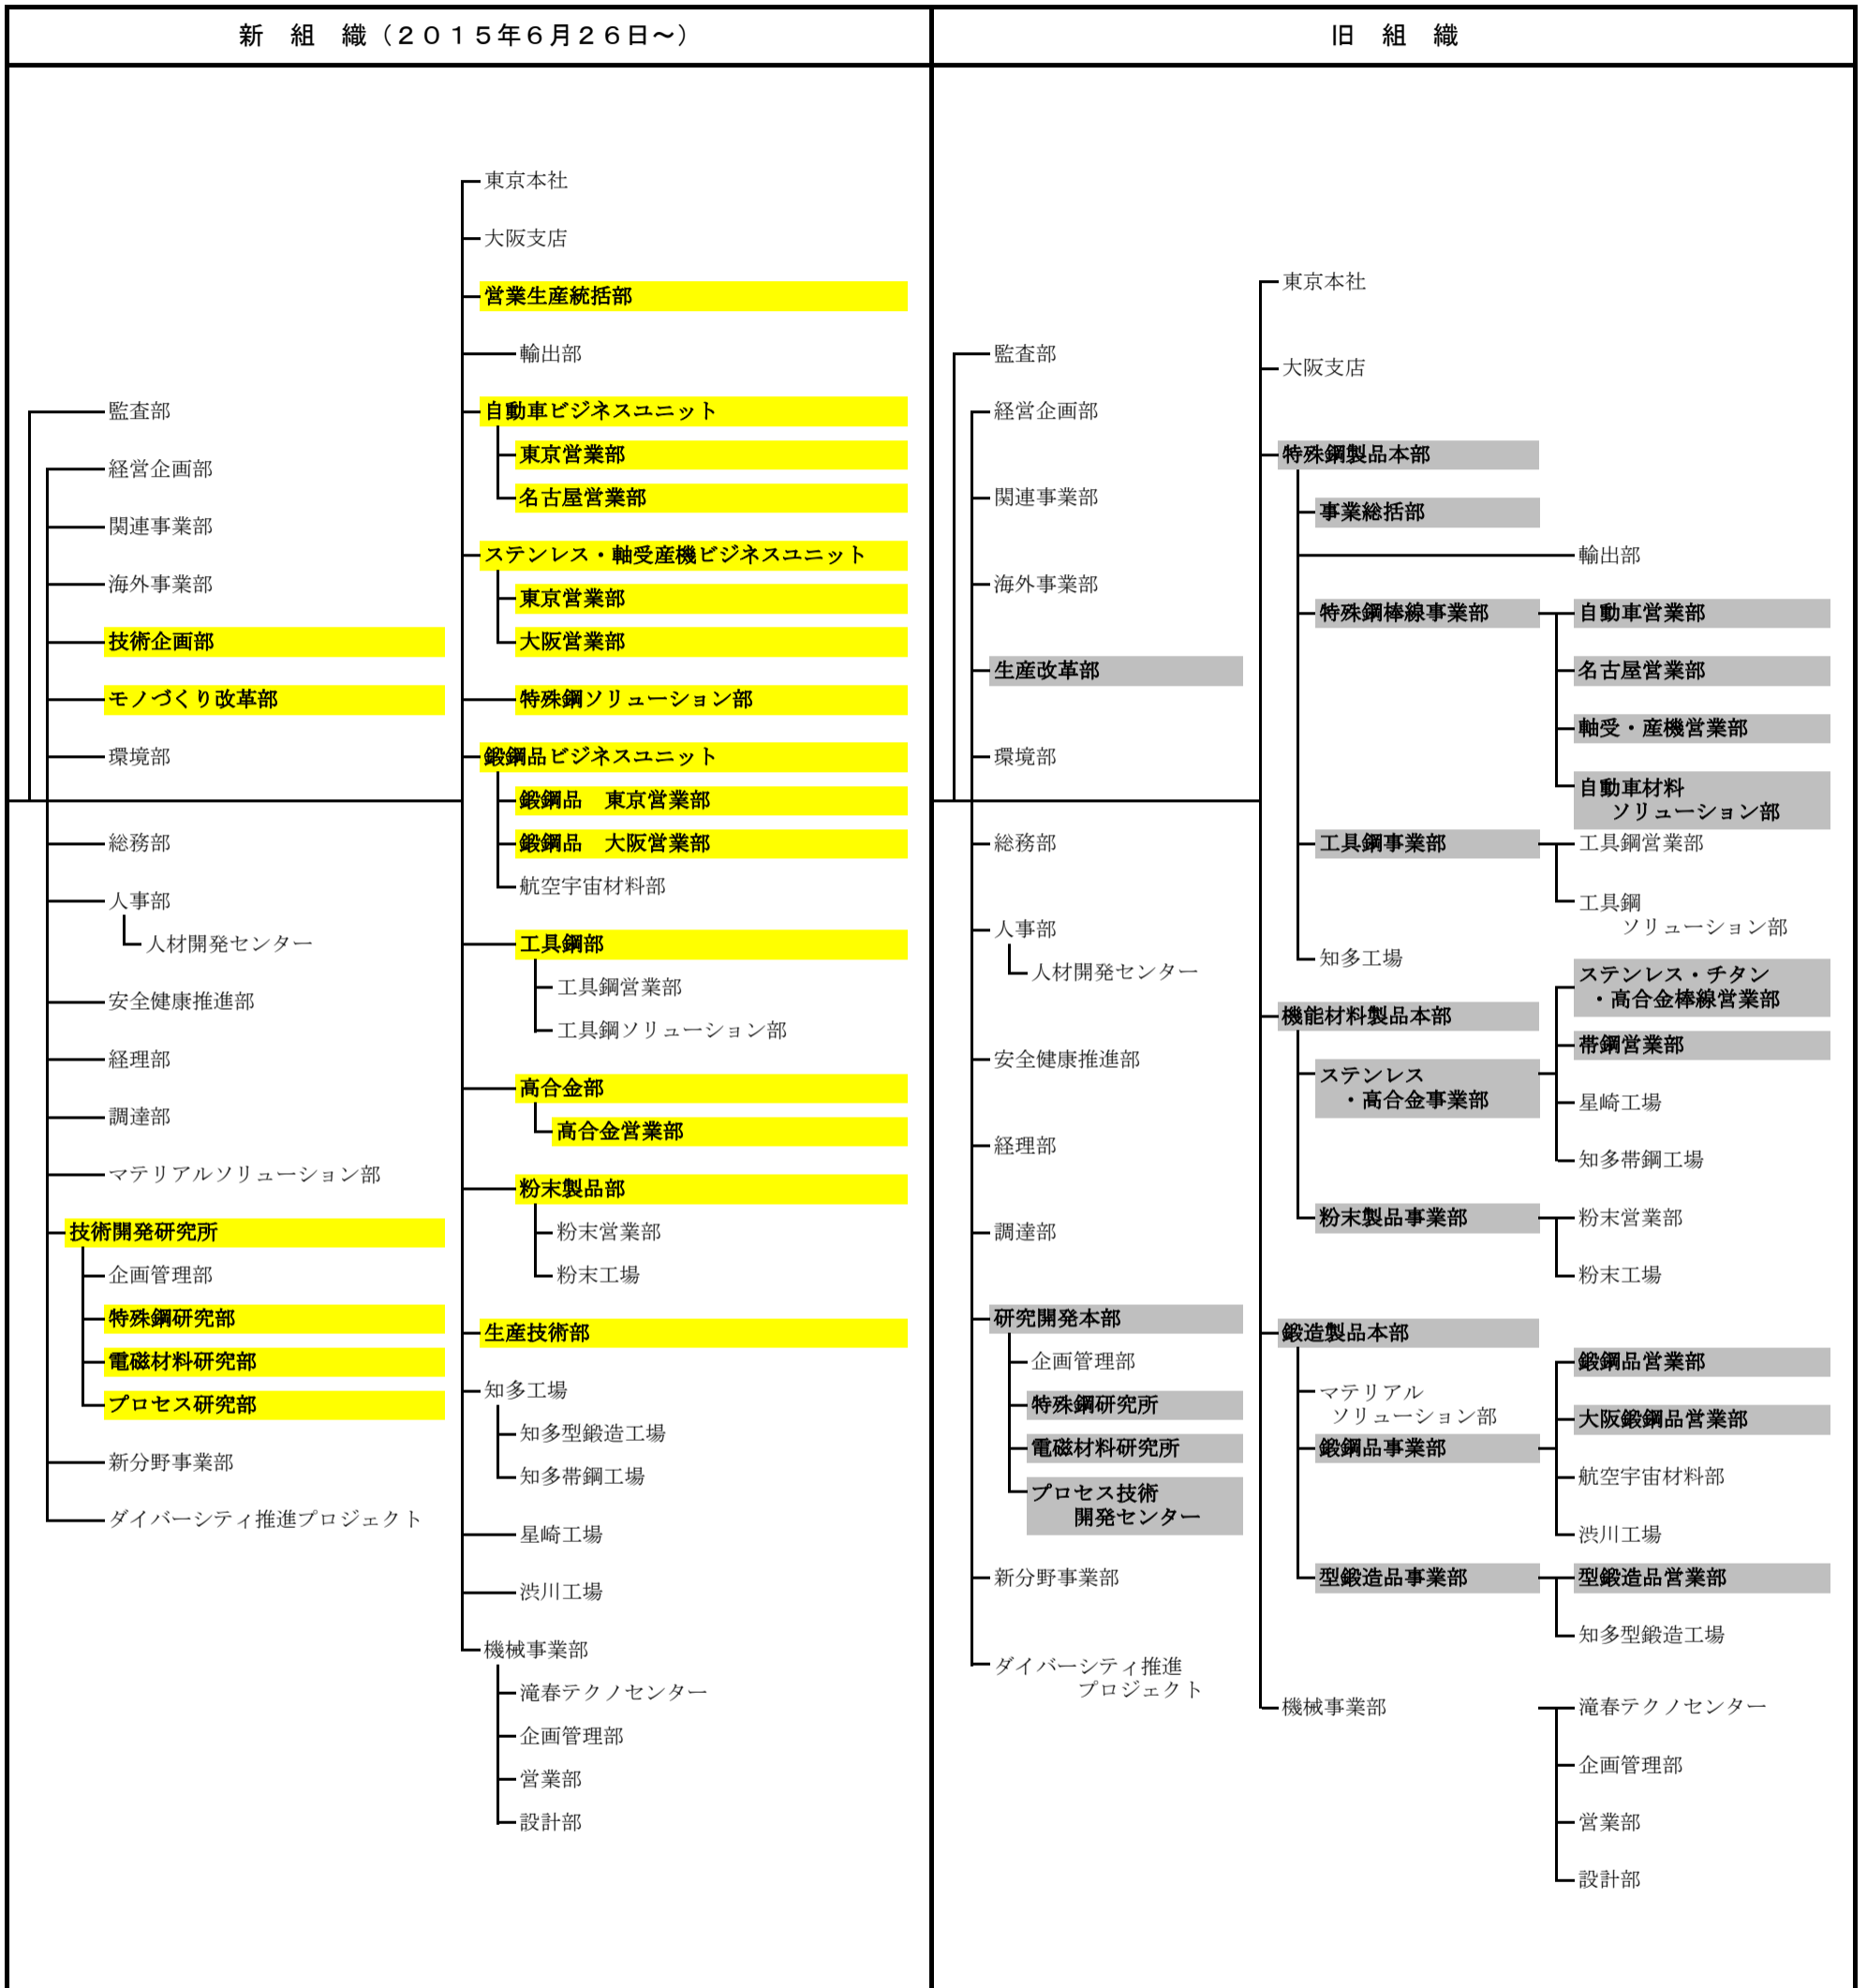 新　組　織（２０１５年６月２６日～）
東京本社
大阪支店
営業生産統括部
輸出部
監査部
自動車ビジネスユニット
東京営業部
経営企画部
名古屋営業部
関連事業部
ステンレス・軸受産機ビジネスユニット
海外事業部
東京営業部
技術企画部
大阪営業部
モノづくり改革部
特殊鋼ソリューション部
環境部
鍛鋼品ビジネスユニット
鍛鋼品　東京営業部
総務部
鍛鋼品　大阪営業部
航空宇宙材料部
人事部
人材開発センター
工具鋼部
工具鋼営業部
安全健康推進部
工具鋼ソリューション部
経理部
高合金部
調達部
高合金営業部
マテリアルソリューション部
粉末製品部
技術開発研究所
粉末営業部
企画管理部
粉末工場
特殊鋼研究部
生産技術部
電磁材料研究部
知多工場
プロセス研究部
知多型鍛造工場
新分野事業部
知多帯鋼工場
ダイバーシティ推進プロジェクト
星崎工場
渋川工場
機械事業部
滝春テクノセンター
企画管理部
営業部
設計部
旧　組　織
監査部
経営企画部
関連事業部
海外事業部
生産改革部
環境部
総務部
人事部
人材開発センター
安全健康推進部
経理部
調達部
研究開発本部
企画管理部
特殊鋼研究所
電磁材料研究所
プロセス技術
開発センター
新分野事業部
ダイバーシティ推進
プロジェクト
東京本社
大阪支店
特殊鋼製品本部
事業総括部
輸出部
特殊鋼棒線事業部
自動車営業部
名古屋営業部
軸受・産機営業部
自動車材料
ソリューション部
工具鋼事業部
工具鋼営業部
工具鋼
ソリューション部
知多工場
機能材料製品本部
ステンレス
・高合金事業部
ステンレス・チタン
・高合金棒線営業部
帯鋼営業部
星崎工場
知多帯鋼工場
粉末製品事業部
粉末営業部
粉末工場
鍛造製品本部
マテリアル
ソリューション部
鍛鋼品事業部
鍛鋼品営業部
大阪鍛鋼品営業部
航空宇宙材料部
渋川工場
型鍛造品事業部
型鍛造品営業部
知多型鍛造工場
機械事業部
滝春テクノセンター
企画管理部
営業部
設計部